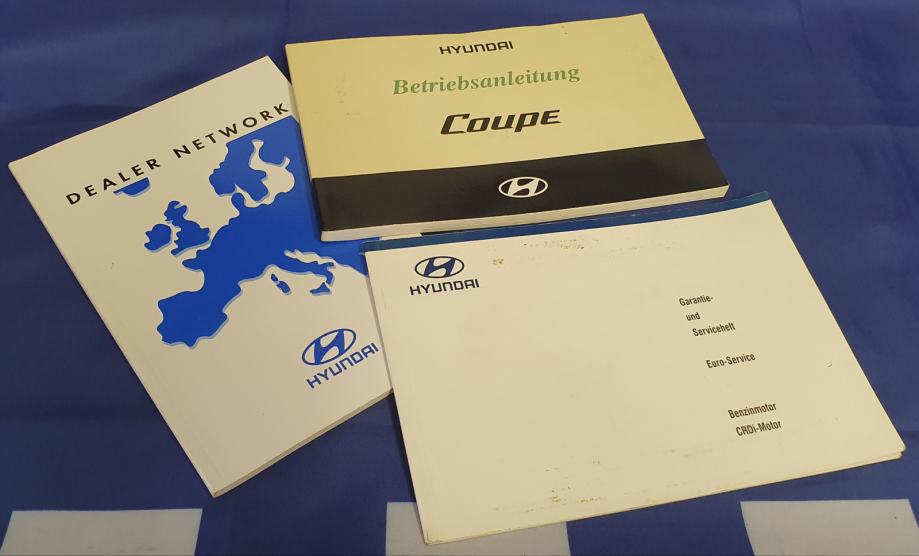 DEALER NETWORK
HYUNDAI
HYUNDAI
Betriebsanleitung
Coupe
HYUNDAI
Garantie-
und
Serviceheft
Euro-Service
Benzinmotor
CRDi-Motor